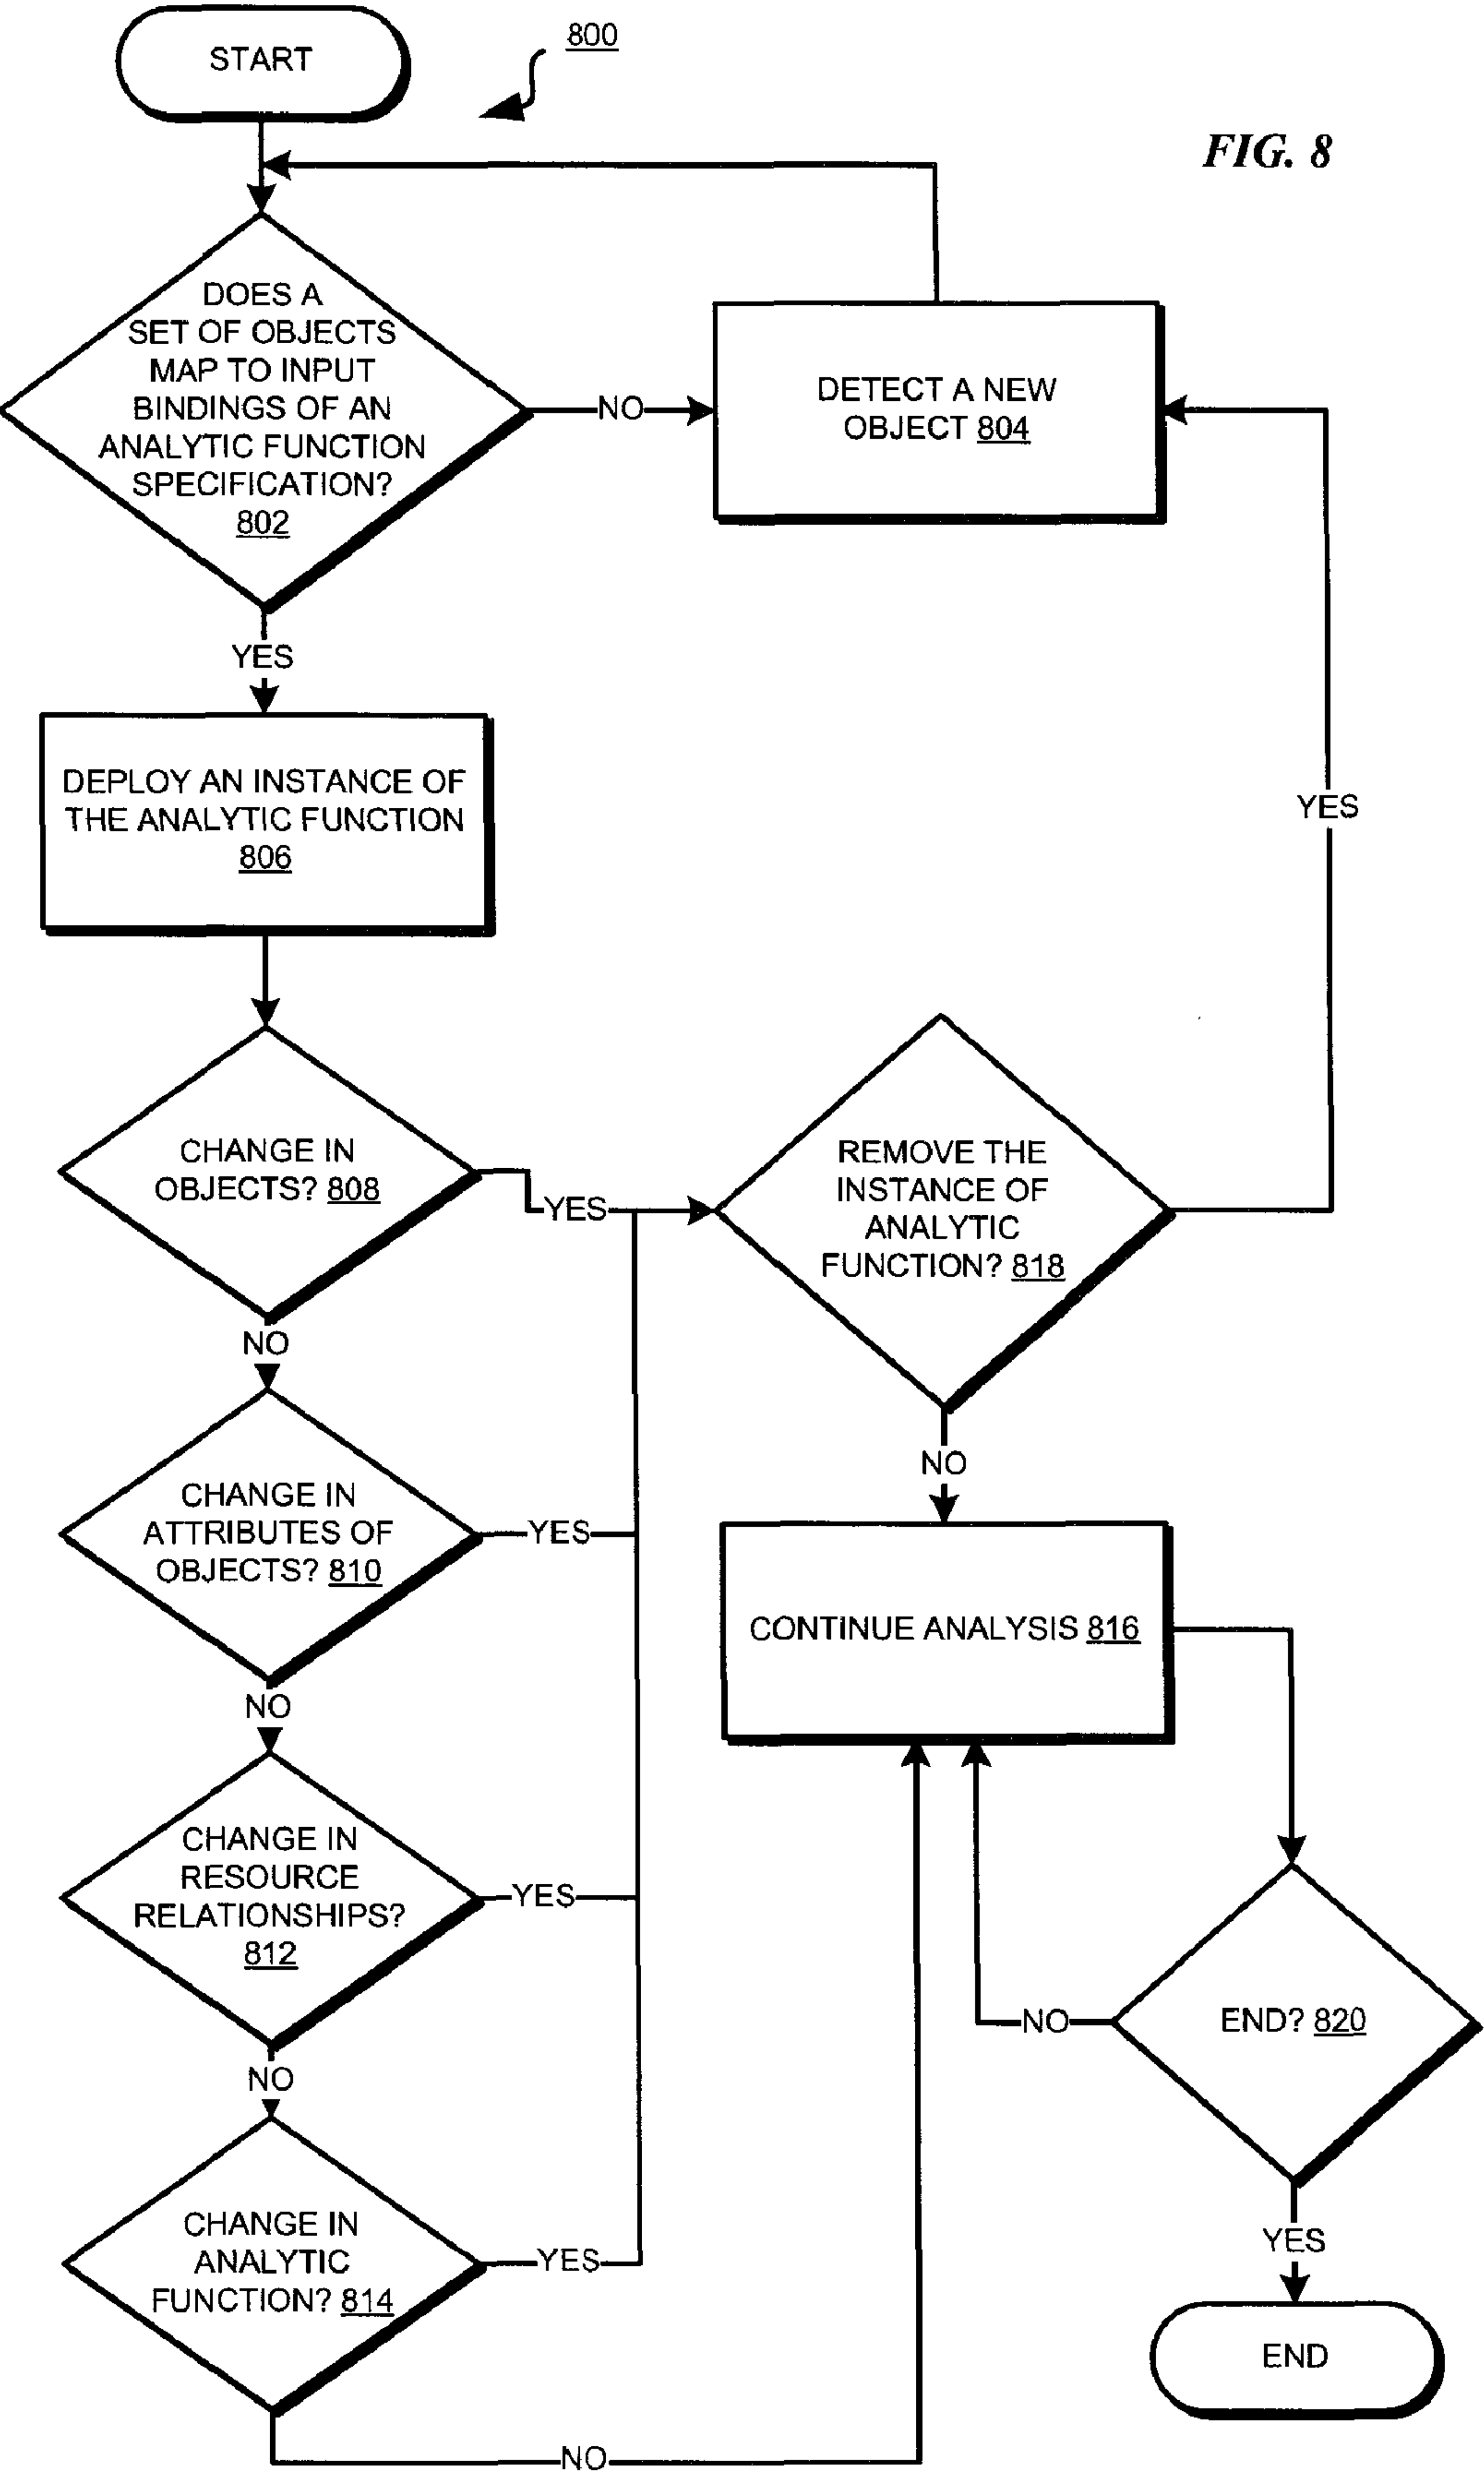 START
800
FIG. 8
DOES A
SET OF OBJECTS
MAP TO INPUT
BINDINGS OF AN
ANALYTIC FUNCTION
SPECIFICATION?
802
NO
DETECT A NEW
OBJECT 804
YES
DEPLOY AN INSTANCE OF
THE ANALYTIC FUNCTION
806
YES
CHANGE IN
OBJECTS? 808
YES
REMOVE THE
INSTANCE OF
ANALYTIC
FUNCTION? 818
NO
NO
CHANGE IN
ATTRIBUTES OF
OBJECTS? 810
YES
CONTINUE ANALYSIS 816
NO
CHANGE IN
RESOURCE
RELATIONSHIPS?
812
YES
NO
END? 820
NO
YES
CHANGE IN
ANALYTIC
FUNCTION? 814
YES
END
NO